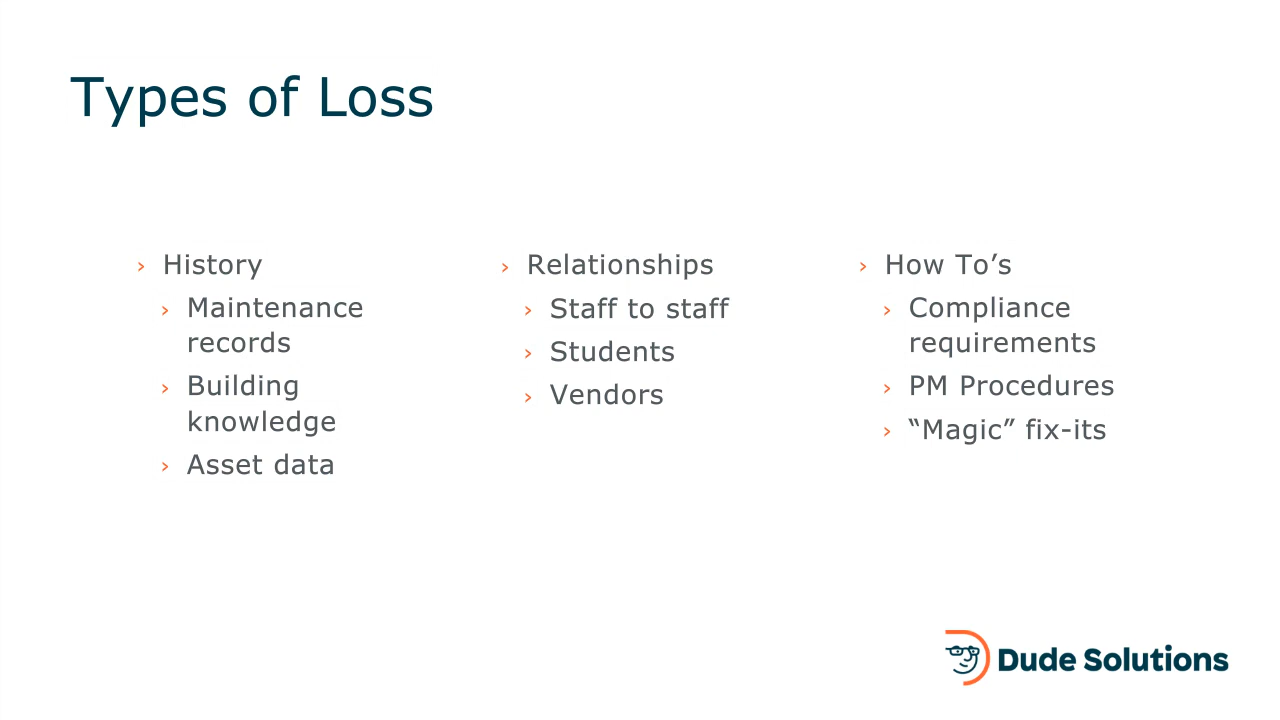 Types of Loss
› History
› Maintenance
records
› Building
knowledge
› Asset data
› Relationships
› Staff to staff
› Students
› Vendors
› How To’s
› Compliance
requirements
› PM Procedures
› “Magic” fix-its
Dude Solutions